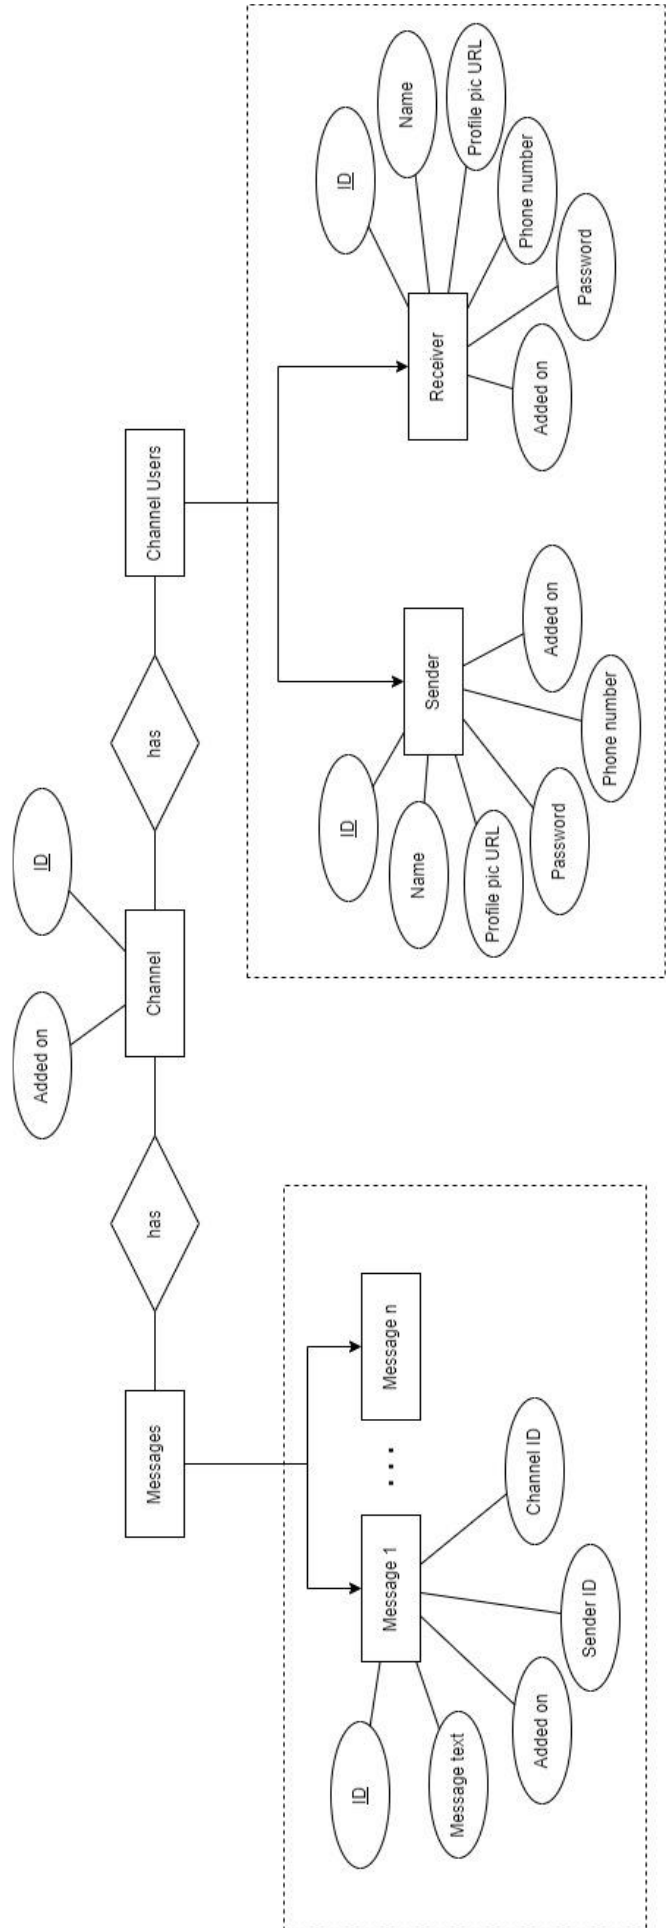 Added on
ID
Messages
has
Channel
has
Channel Users
Message 1
. . .
Message n
ID
Message text
Added on
Sender ID
Channel ID
Sender
ID
Name
Profile pic URL
Password
Phone number
Added on
Receiver
ID
Name
Profile pic URL
Phone number
Password
Added on